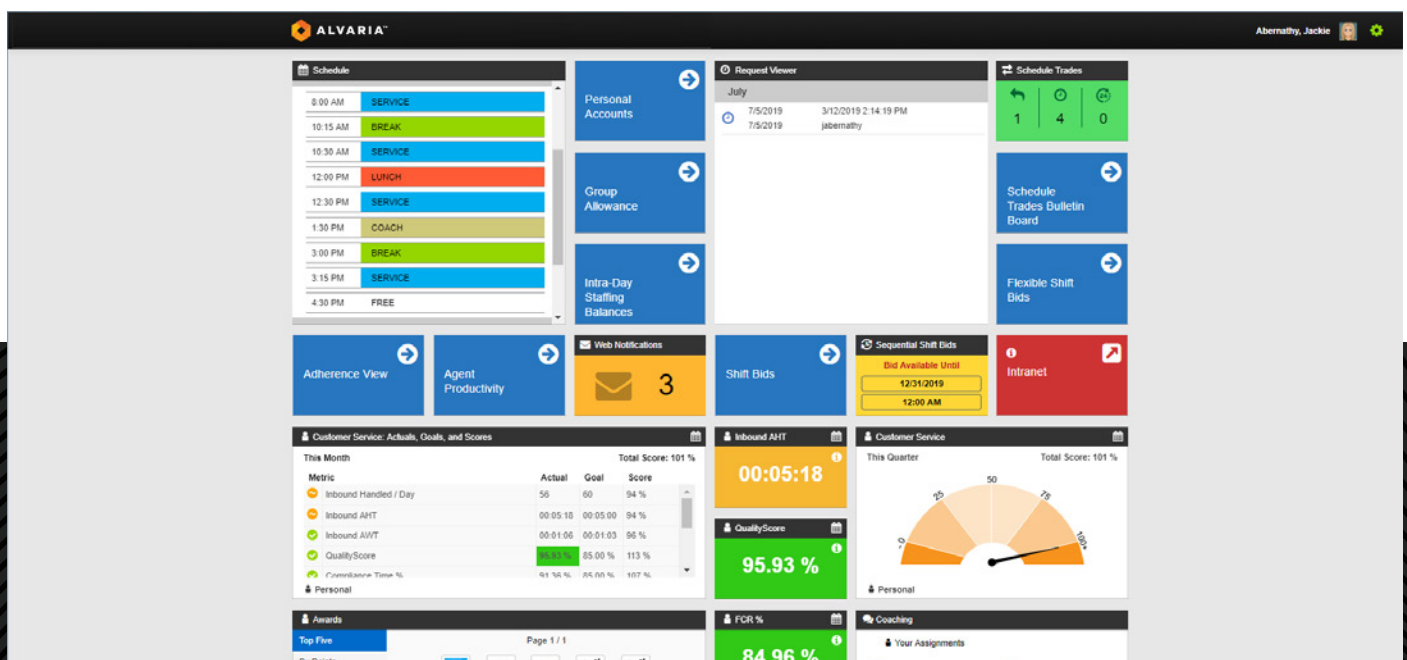 ALVARIA™
Abernathy, Jackie
Schedule
8:00 AM SERVICE
10:15 AM BREAK
10:30 AM SERVICE
12:00 PM LUNCH
12:30 PM SERVICE
1:30 PM COACH
3:00 PM BREAK
3:15 PM SERVICE
4:30 PM FREE
Personal
Accounts
Group
Allowance
Intra-Day
Staffing
Balances
Request Viewer
July
7/5/2019 3/12/2019 2:14:19 PM
7/5/2019 jabernathy
Schedule Trades
24
1 4 0
Schedule
Trades Bulletin
Board
Flexible Shift
Bids
Adherence View
Agent
Productivity
Web Notifications
3
Shift Bids
Sequential Shift Bids
Bid Available Until
12/31/2019
12:00 AM
Intranet
Customer Service: Actuals, Goals, and Scores
This Month Total Score: 101 %
Metric Actual Goal Score
Inbound Handled / Day 56 60 94 %
Inbound AHT 00:05:18 00:05:00 94 %
Inbound AWT 00:01:06 00:01:03 96 %
QualityScore 95.93 % 85.00 % 113 %
Compliance Time % 91.36 % 85.00 % 107 %
Personal
Inbound AHT
00:05:18
QualityScore
95.93 %
Customer Service
This Quarter Total Score: 101 %
0
25
50
75
100+
Personal
Awards
Top Five Page 1 / 1
FCR %
84.96 %
Coaching
Your Assignments